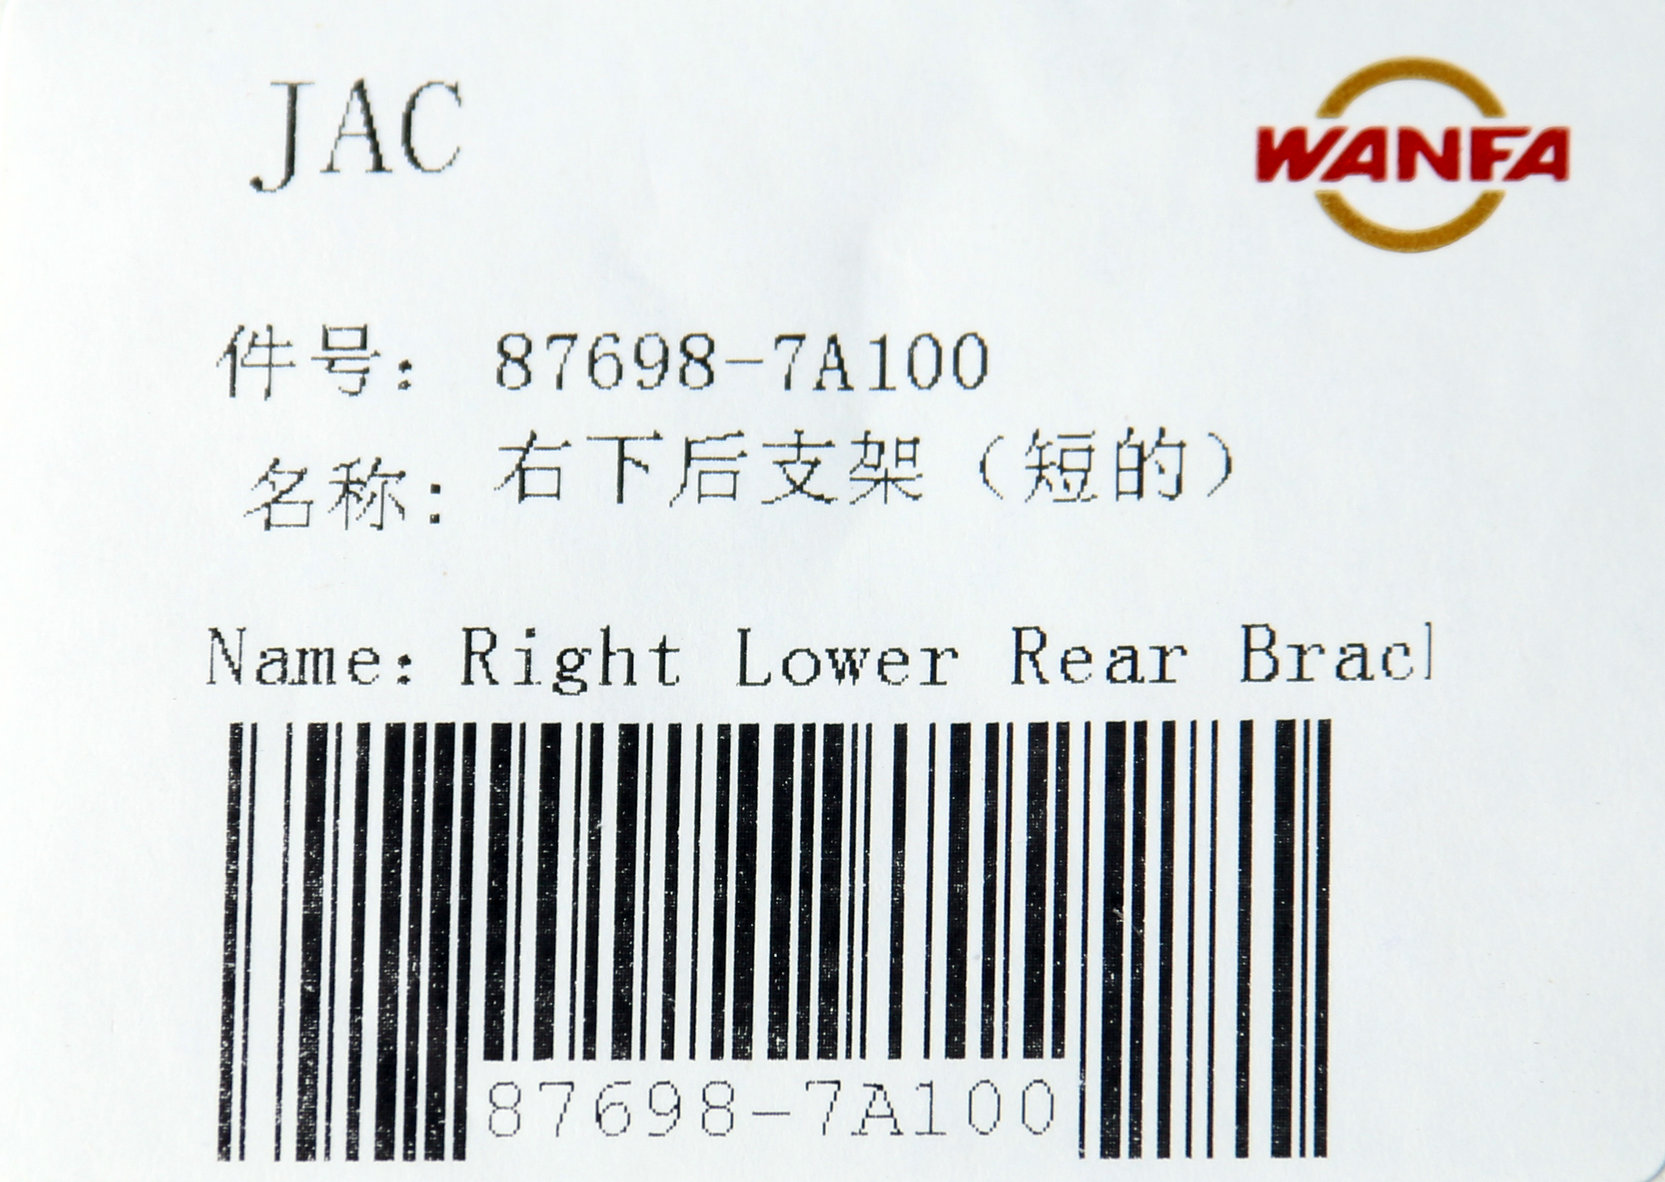 JAC
WANFA
件号： 87698-7A100
名称： 右下后支架（短的）
Name: Right Lower Rear Brac
87698-7A100